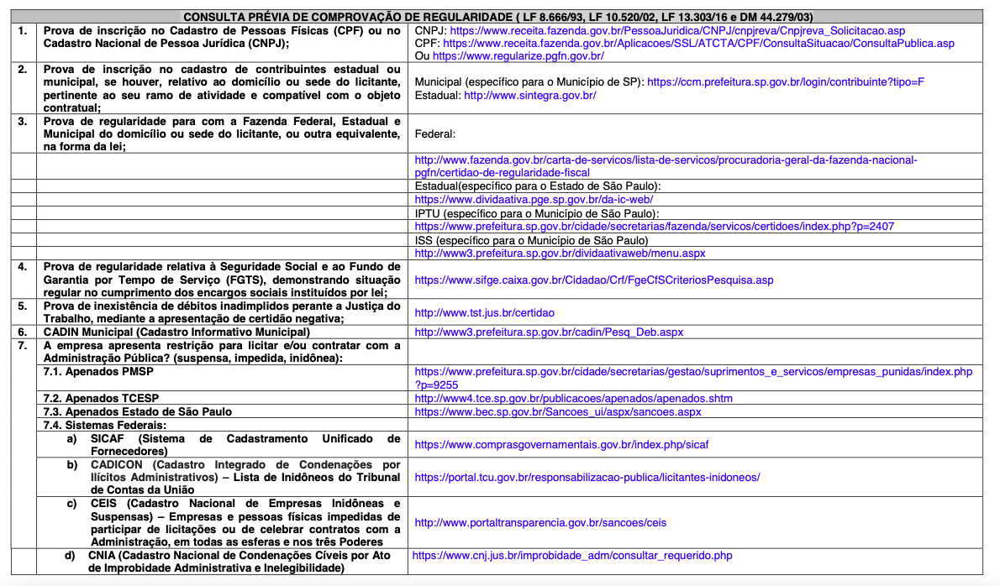 CONSULTA PRÉVIA DE COMPROVAÇÃO DE REGULARIDADE ( LF 8.666/93, LF 10.520/02, LF 13.303/16 e DM 44.279/03)
1. Prova de inscrição no Cadastro de Pessoas Físicas (CPF) ou no
Cadastro Nacional de Pessoa Jurídica (CNPJ);
CNPJ: https://www.receita.fazenda.gov.br/PessoaJuridica/CNPJ/cnpjreva/Cnpjreva_Solicitacao.asp
CPF: https://www.receita.fazenda.gov.br/Aplicacoes/SSL/ATCTA/CPF/ConsultaSituacao/ConsultaPublica.asp
Ou https://www.regularize.pgfn.gov.br/
2. Prova de inscrição no cadastro de contribuintes estadual ou
municipal, se houver, relativo ao domicílio ou sede do licitante,
pertinente ao seu ramo de atividade e compatível com o objeto
contratual;
Municipal (específico para o Município de SP): https://ccm.prefeitura.sp.gov.br/login/contribuinte?tipo=F
Estadual: http://www.sintegra.gov.br/
3. Prova de regularidade para com a Fazenda Federal, Estadual e
Municipal do domicílio ou sede do licitante, ou outra equivalente,
na forma da lei;
Federal:
http://www.fazenda.gov.br/carta-de-servicos/lista-de-servicos/procuradoria-geral-da-fazenda-nacional-
pgfn/certidao-de-regularidade-fiscal
Estadual(específico para o Estado de São Paulo):
https://www.dividaativa.pge.sp.gov.br/da-ic-web/
IPTU (específico para o Município de São Paulo):
https://www.prefeitura.sp.gov.br/cidade/secretarias/fazenda/servicos/certidoes/index.php?p=2407
ISS (específico para o Município de São Paulo)
http://www3.prefeitura.sp.gov.br/dividaativaweb/menu.aspx
4. Prova de regularidade relativa à Seguridade Social e ao Fundo de
Garantia por Tempo de Serviço (FGTS), demonstrando situação
regular no cumprimento dos encargos sociais instituídos por lei;
https://www.sifge.caixa.gov.br/Cidadao/Crf/FgeCfSCriteriosPesquisa.asp
5. Prova de inexistência de débitos inadimplidos perante a Justiça do
Trabalho, mediante a apresentação de certidão negativa;
http://www.tst.jus.br/certidao
6. CADIN Municipal (Cadastro Informativo Municipal)
http://www3.prefeitura.sp.gov.br/cadin/Pesq_Deb.aspx
7. A empresa apresenta restrição para licitar e/ou contratar com a
Administração Pública? (suspensa, impedida, inidônea):
7.1. Apenados PMSP
https://www.prefeitura.sp.gov.br/cidade/secretarias/gestao/suprimentos_e_servicos/empresas_punidas/index.php
?p=9255
7.2. Apenados TCESP
http://www4.tce.sp.gov.br/publicacoes/apenados/apenados.shtm
7.3. Apenados Estado de São Paulo
https://www.bec.sp.gov.br/Sancoes_ui/aspx/sancoes.aspx
7.4. Sistemas Federais:
a) SICAF (Sistema de Cadastramento Unificado de
Fornecedores)
https://www.comprasgovernamentais.gov.br/index.php/sicaf
b) CADICON (Cadastro Integrado de Condenações por
Ilícitos Administrativos) – Lista de Inidôneos do Tribunal
de Contas da União
https://portal.tcu.gov.br/responsabilizacao-publica/licitantes-inidoneos/
c) CEIS (Cadastro Nacional de Empresas Inidôneas e
Suspensas) – Empresas e pessoas físicas impedidas de
participar de licitações ou de celebrar contratos com a
Administração, em todas as esferas e nos três Poderes
http://www.portaltransparencia.gov.br/sancoes/ceis
d) CNIA (Cadastro Nacional de Condenações Cíveis por Ato
de Improbidade Administrativa e Inelegibilidade)
https://www.cnj.jus.br/improbidade_adm/consultar_requerido.php